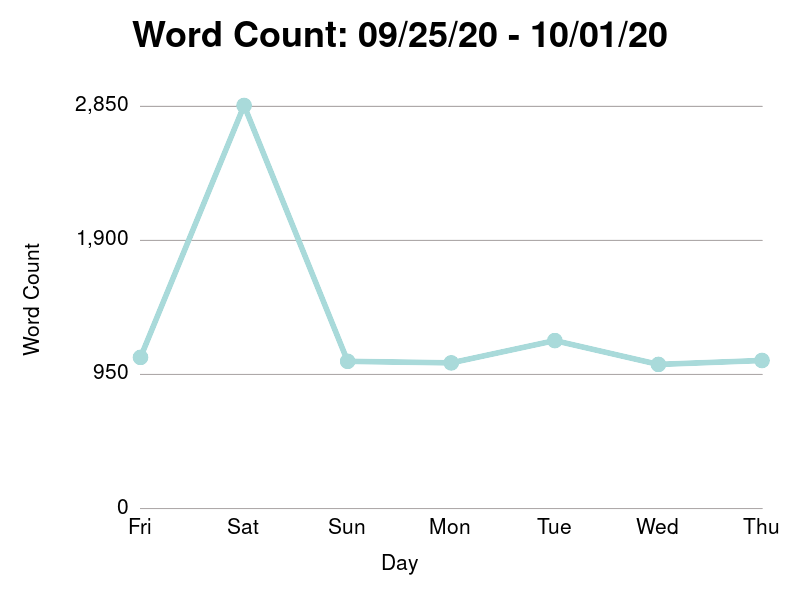 Word Count: 09/25/20 - 10/01/20
2,850
1,900
950
0
Word Count
Fri Sat Sun Mon Tue Wed Thu
Day